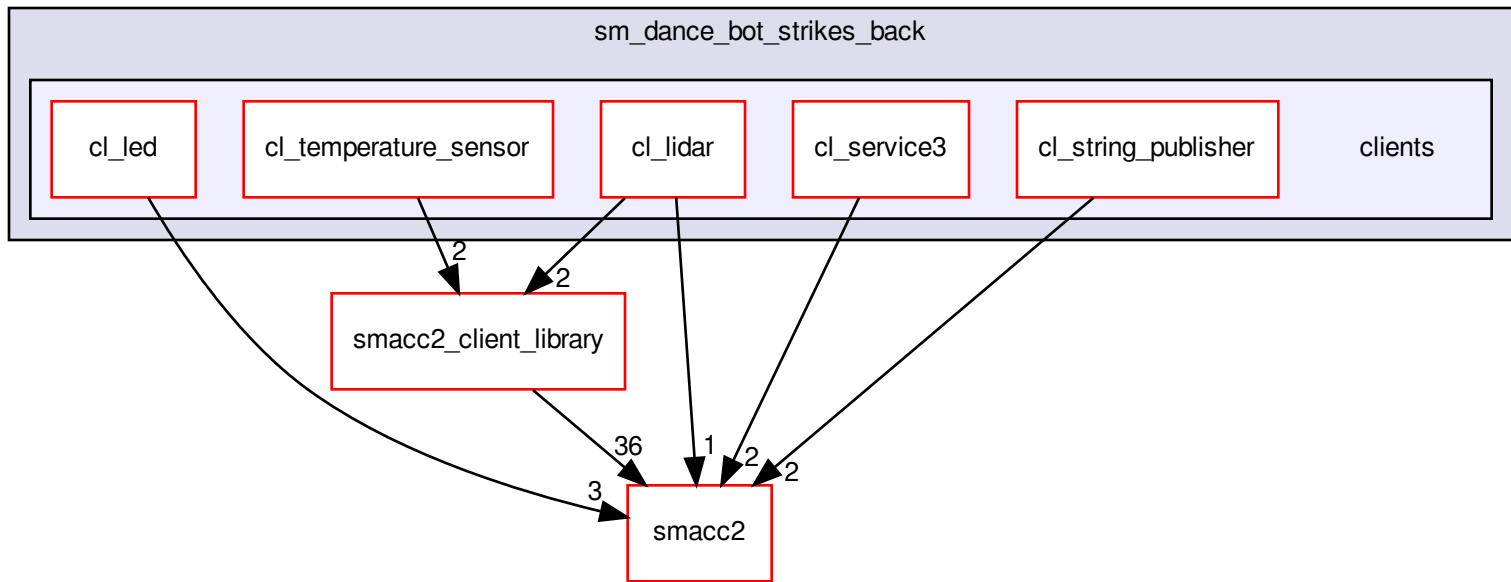 sm_dance_bot_strikes_back
cl_led
cl_temperature_sensor
cl_lidar
cl_service3
cl_string_publisher
clients
2
2
smacc2_client_library
36
1
2
2
3
smacc2